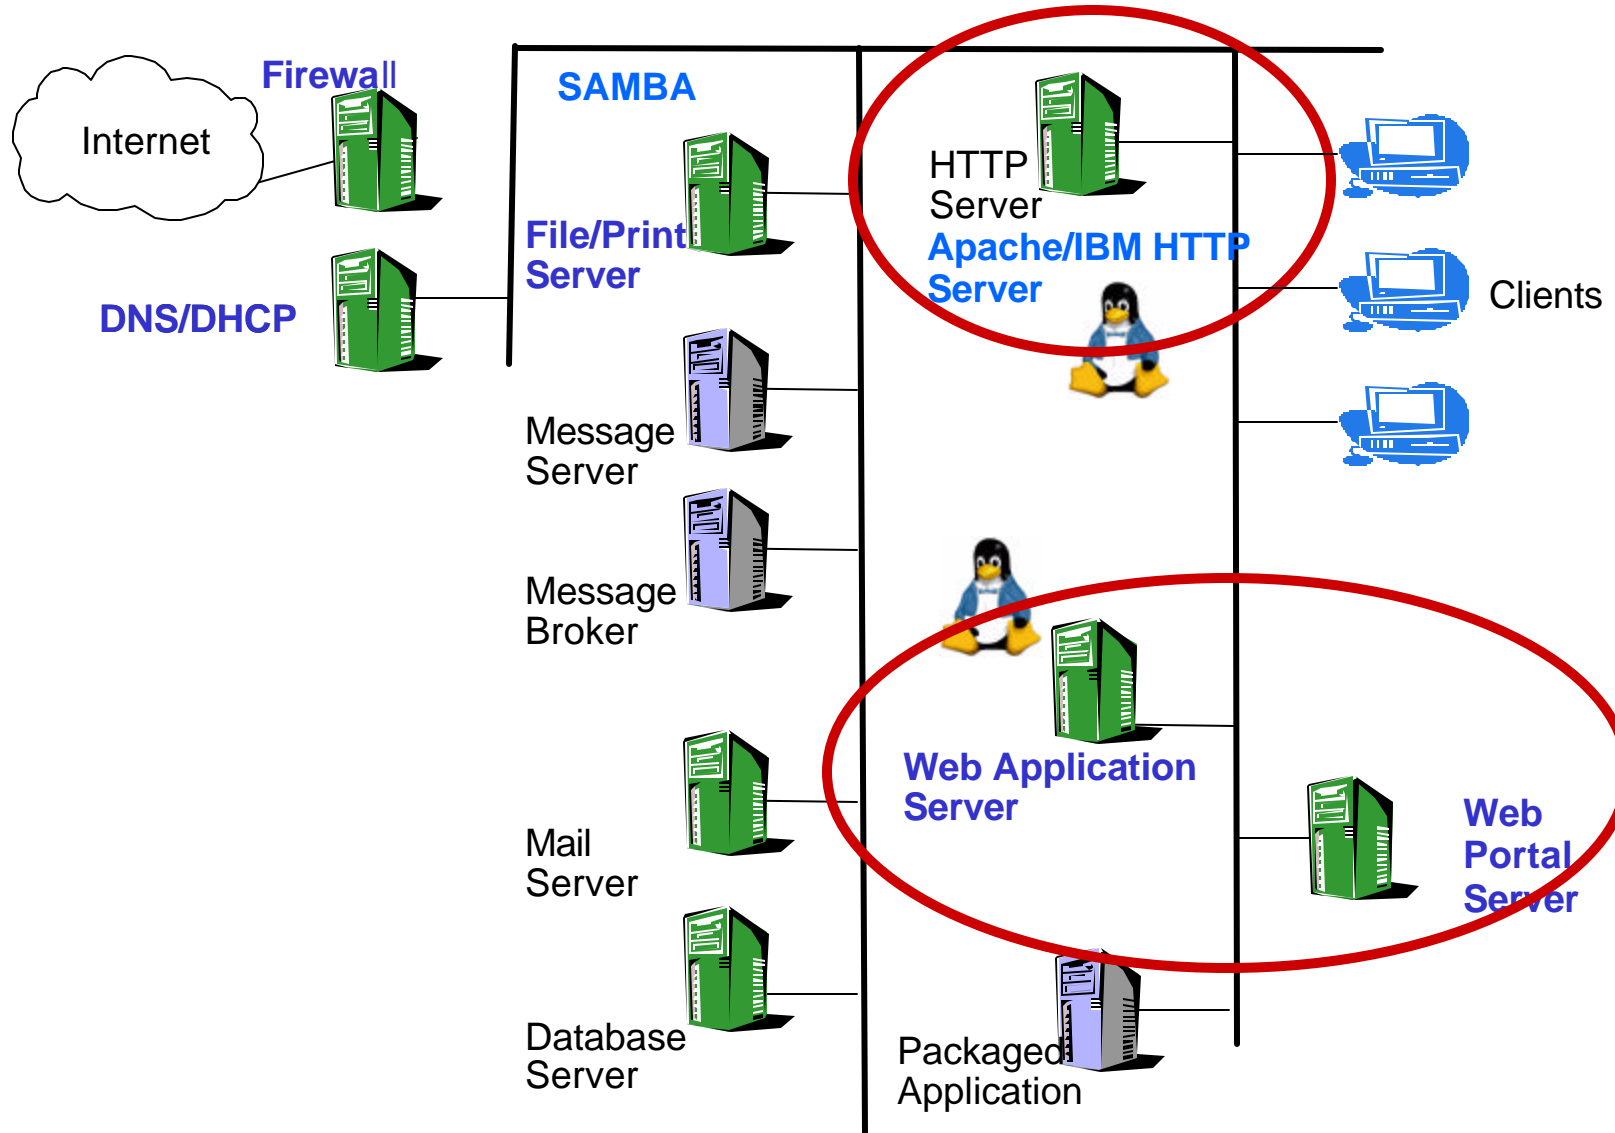 Internet
Firewall
DNS/DHCP
SAMBA
File/Print
Server
Message
Server
Message
Broker
Mail
Server
Database
Server
HTTP
Server
Apache/IBM HTTP
Server
Clients
Web Application
Server
Web
Portal
Server
Packaged
Application